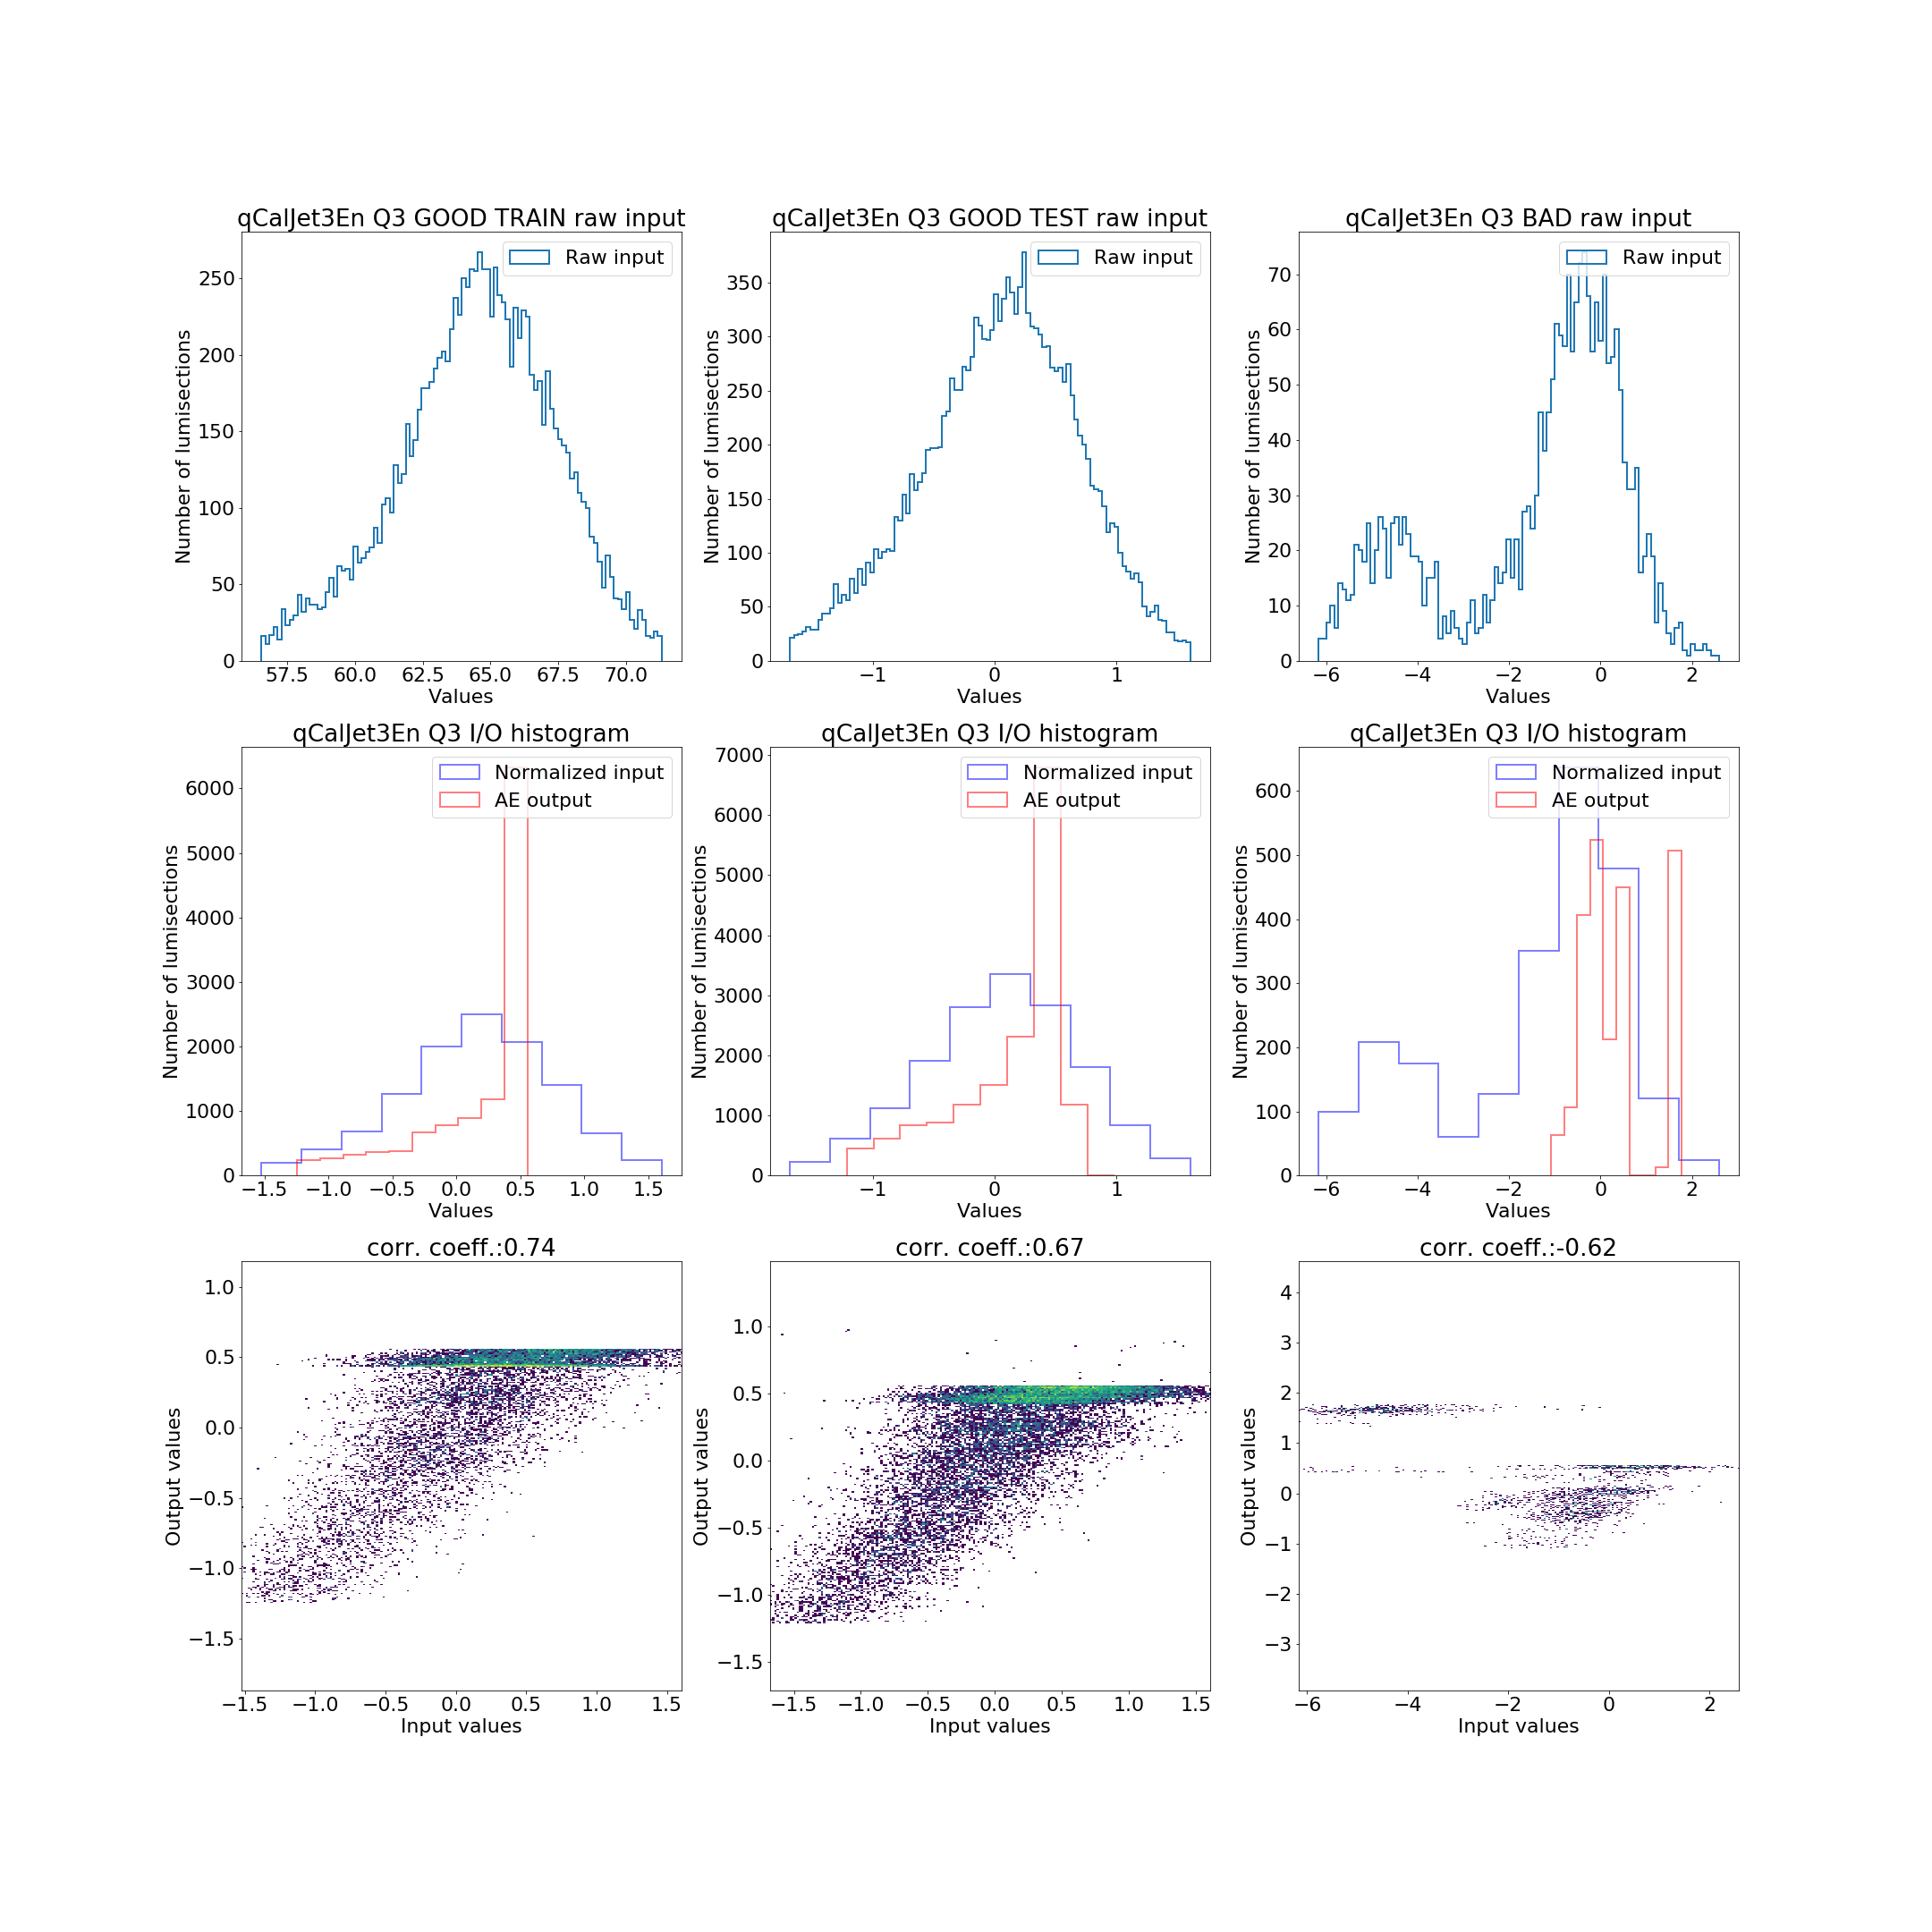 qCalJet3En Q3 GOOD TRAIN raw input
Raw input
Number of lumisections
0
50
100
150
200
250
57.5 60.0 62.5 65.0 67.5 70.0
Values
qCalJet3En Q3 GOOD TEST raw input
Raw input
Number of lumisections
0
50
100
150
200
250
300
350
−1 0 1
Values
qCalJet3En Q3 BAD raw input
Raw input
Number of lumisections
0
10
20
30
40
50
60
70
−6 −4 −2 0 2
Values
qCalJet3En Q3 I/O histogram
Normalized input
AE output
Number of lumisections
0
1000
2000
3000
4000
5000
6000
−1.5 −1.0 −0.5 0.0 0.5 1.0 1.5
Values
qCalJet3En Q3 I/O histogram
Normalized input
AE output
Number of lumisections
0
1000
2000
3000
4000
5000
6000
7000
−1 0 1
Values
qCalJet3En Q3 I/O histogram
Normalized input
AE output
Number of lumisections
0
100
200
300
400
500
600
−6 −4 −2 0 2
Values
corr. coeff.:0.74
Output values
1.0
0.5
0.0
−0.5
−1.0
−1.5
−1.5 −1.0 −0.5 0.0 0.5 1.0 1.5
Input values
corr. coeff.:0.67
Output values
1.0
0.5
0.0
−0.5
−1.0
−1.5
−1.5 −1.0 −0.5 0.0 0.5 1.0 1.5
Input values
corr. coeff.:-0.62
Output values
4
3
2
1
0
−1
−2
−3
−6 −4 −2 0 2
Input values